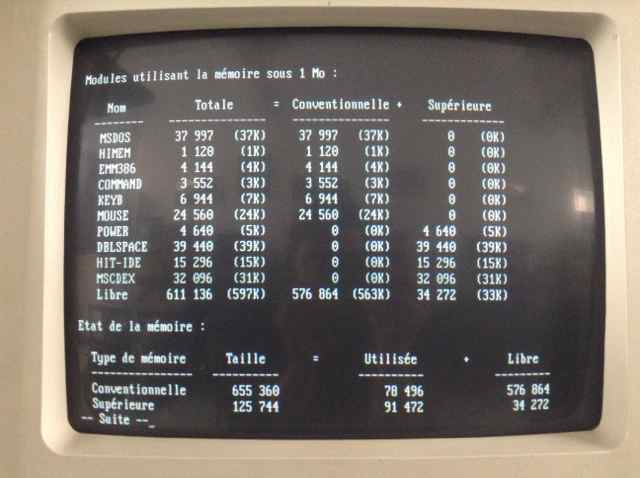 Modules utilisant la mémoire sous 1 Mo :
Nom Totale = Conventionnelle + Supérieure
-------- ---------------- ---------------- ----------------
MSDOS 37 997 (37K) 37 997 (37K) 0 (0K)
HIMEM 1 120 (1K) 1 120 (1K) 0 (0K)
EMM386 4 144 (4K) 4 144 (4K) 0 (0K)
COMMAND 3 552 (3K) 3 552 (3K) 0 (0K)
KEYB 6 944 (7K) 6 944 (7K) 0 (0K)
MOUSE 24 560 (24K) 24 560 (24K) 0 (0K)
POWER 4 640 (5K) 0 (0K) 4 640 (5K)
DBLSPACE 39 440 (39K) 0 (0K) 39 440 (39K)
HIT-IDE 15 296 (15K) 0 (0K) 15 296 (15K)
MSCDEX 32 096 (31K) 0 (0K) 32 096 (31K)
Libre 611 136 (597K) 576 864 (563K) 34 272 (33K)
Etat de la mémoire :
Type de mémoire Taille = Utilisée + Libre
---------------- ----------- ----------- -----------
Conventionnelle 655 360 78 496 576 864
Supérieure 125 744 91 472 34 272
-- Suite --_